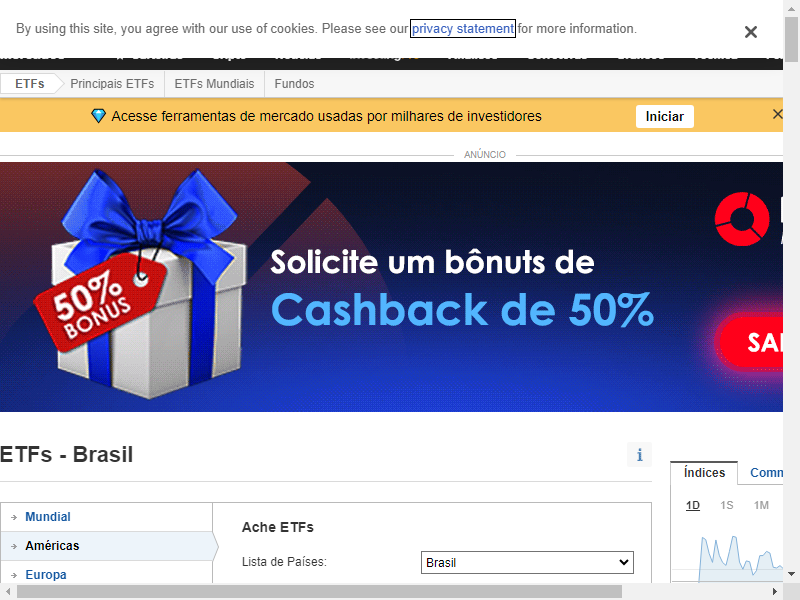 By using this site, you agree with our use of cookies. Please see our privacy statement for more information.
ETFs
Principais ETFs
ETFs Mundiais
Fundos
Acesse ferramentas de mercado usadas por milhares de investidores
Iniciar
ANÚNCIO
50%
BONUS
Solicite um bônuts de
Cashback de 50%
ETFs - Brasil
Índices
1D
1S
1M
Mundial
Américas
Europa
Ache ETFs
Lista de Países:
Brasil